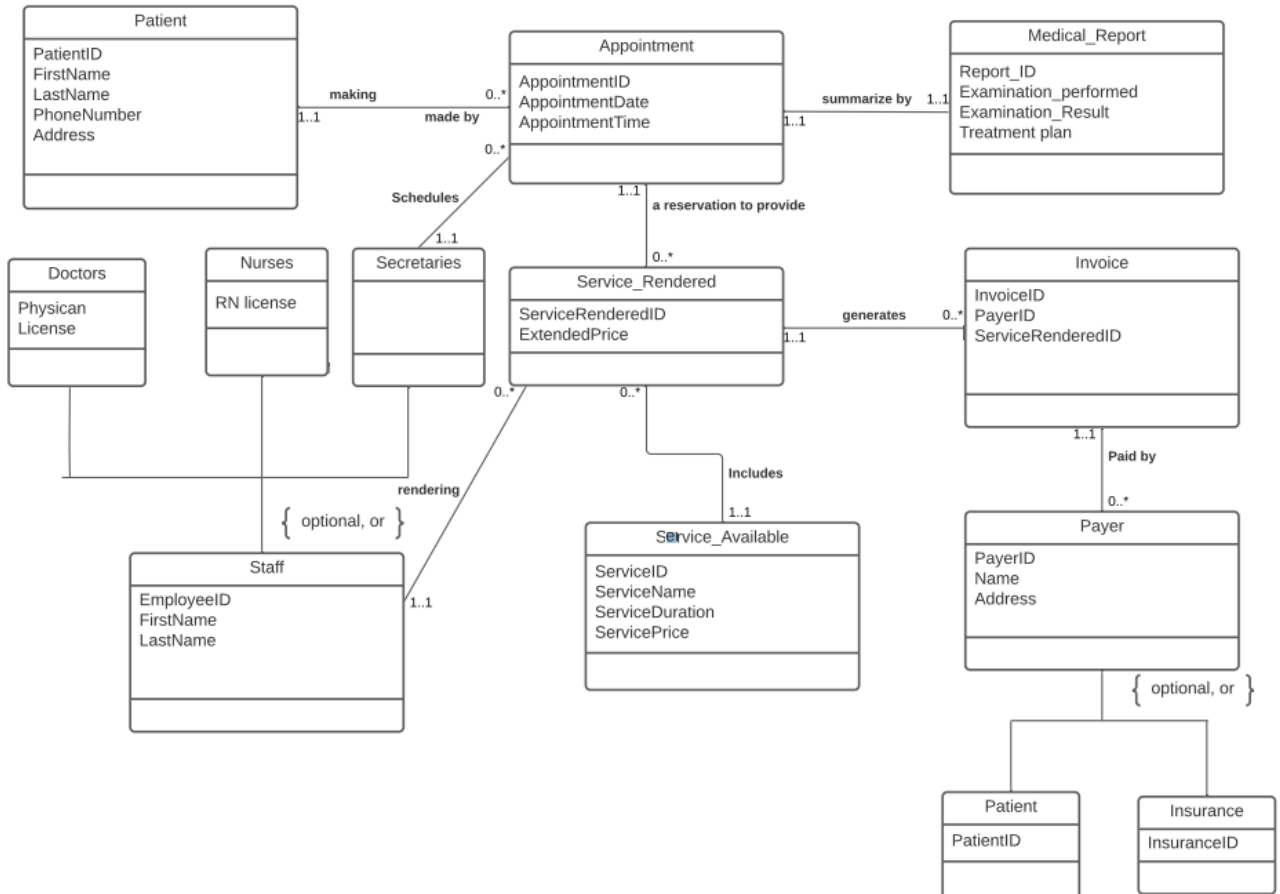 Patient
PatientID
FirstName
LastName
PhoneNumber
Address
making
made by
1..1
0..*
Appointment
AppointmentID
AppointmentDate
AppointmentTime
summarize by
1..1
1..1
Medical_Report
Report_ID
Examination_performed
Examination_Result
Treatment plan
0..*
Schedules
1..1
1..1
a reservation to provide
0..*
Doctors
Physican
License
Nurses
RN license
Secretaries
Service_Rendered
ServiceRenderedID
ExtendedPrice
generates
1..1
0..*
Invoice
InvoiceID
PayerID
ServiceRenderedID
0..*
rendering
1..1
0..*
Includes
1..1
1..1
Paid by
0..*
{ optional, or }
Staff
EmployeeID
FirstName
LastName
Service_Available
ServiceID
ServiceName
ServiceDuration
ServicePrice
Payer
PayerID
Name
Address
{ optional, or }
Patient
PatientID
Insurance
InsuranceID